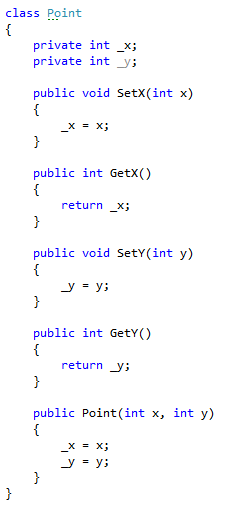 class Point
{
    private int _x;
    private int _y;

    public void SetX(int x)
    {
        _x = x;
    }

    public int GetX()
    {
        return _x;
    }

    public void SetY(int y)
    {
        _y = y;
    }

    public int GetY()
    {
        return _y;
    }

    public Point(int x, int y)
    {
        _x = x;
        _y = y;
    }
}